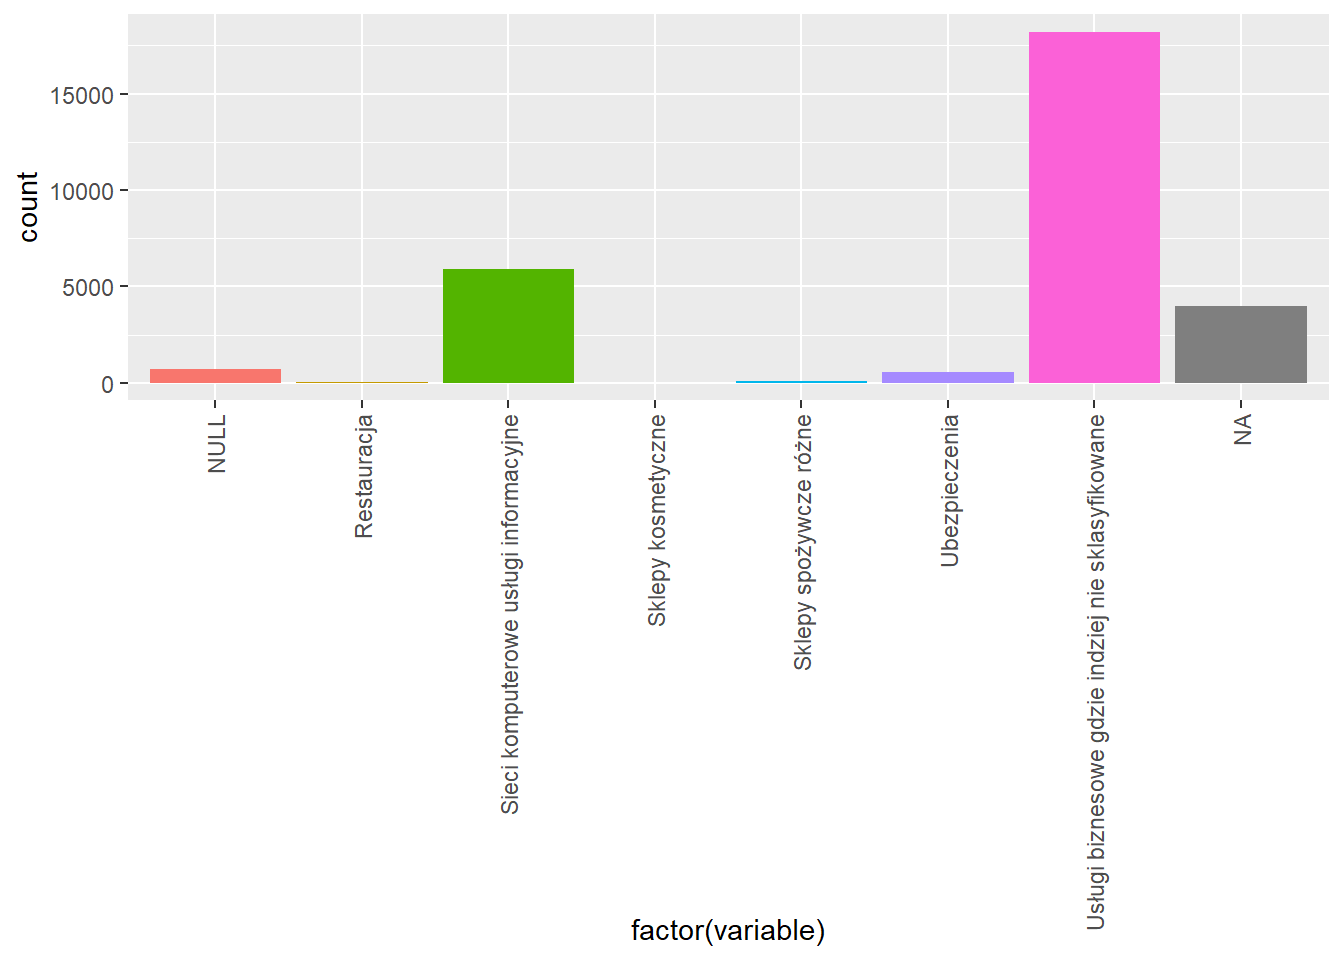 count
15000
10000
5000
0
NULL
Restauracja
Sieci komputerowe usługi informacyjne
Sklepy kosmetyczne
Sklepy spożywcze różne
Ubezpieczenia
Usługi biznesowe gdzie indziej nie sklasyfikowane
NA
factor(variable)